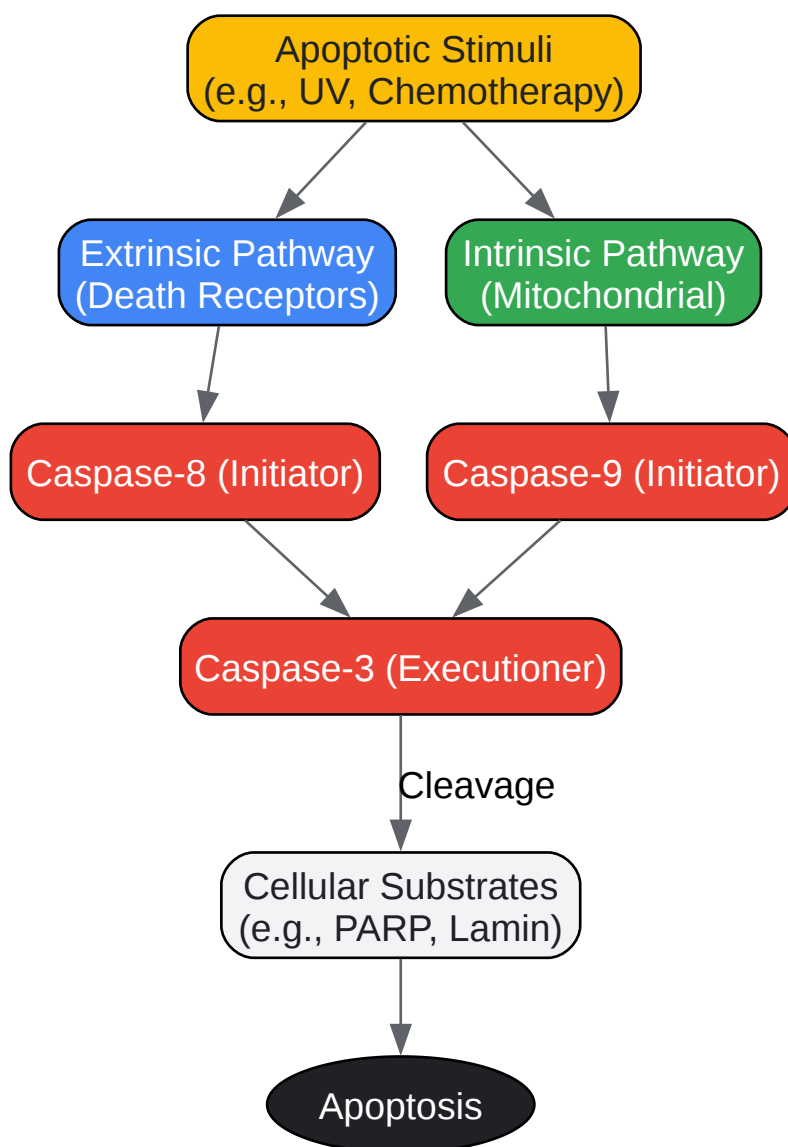 Apoptotic Stimuli
(e.g., UV, Chemotherapy)
Extrinsic Pathway
(Death Receptors)
Intrinsic Pathway
(Mitochondrial)
Caspase-8 (Initiator)
Caspase-9 (Initiator)
Caspase-3 (Executioner)
Cleavage
Cellular Substrates
(e.g., PARP, Lamin)
Apoptosis